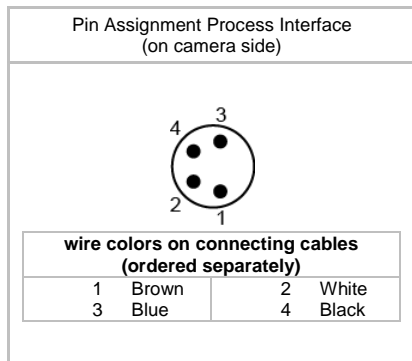 Pin Assignment Process Interface
(on camera side)
3
4
2
1
wire colors on connecting cables
(ordered separately)
1 Brown 2 White
3 Blue 4 Black